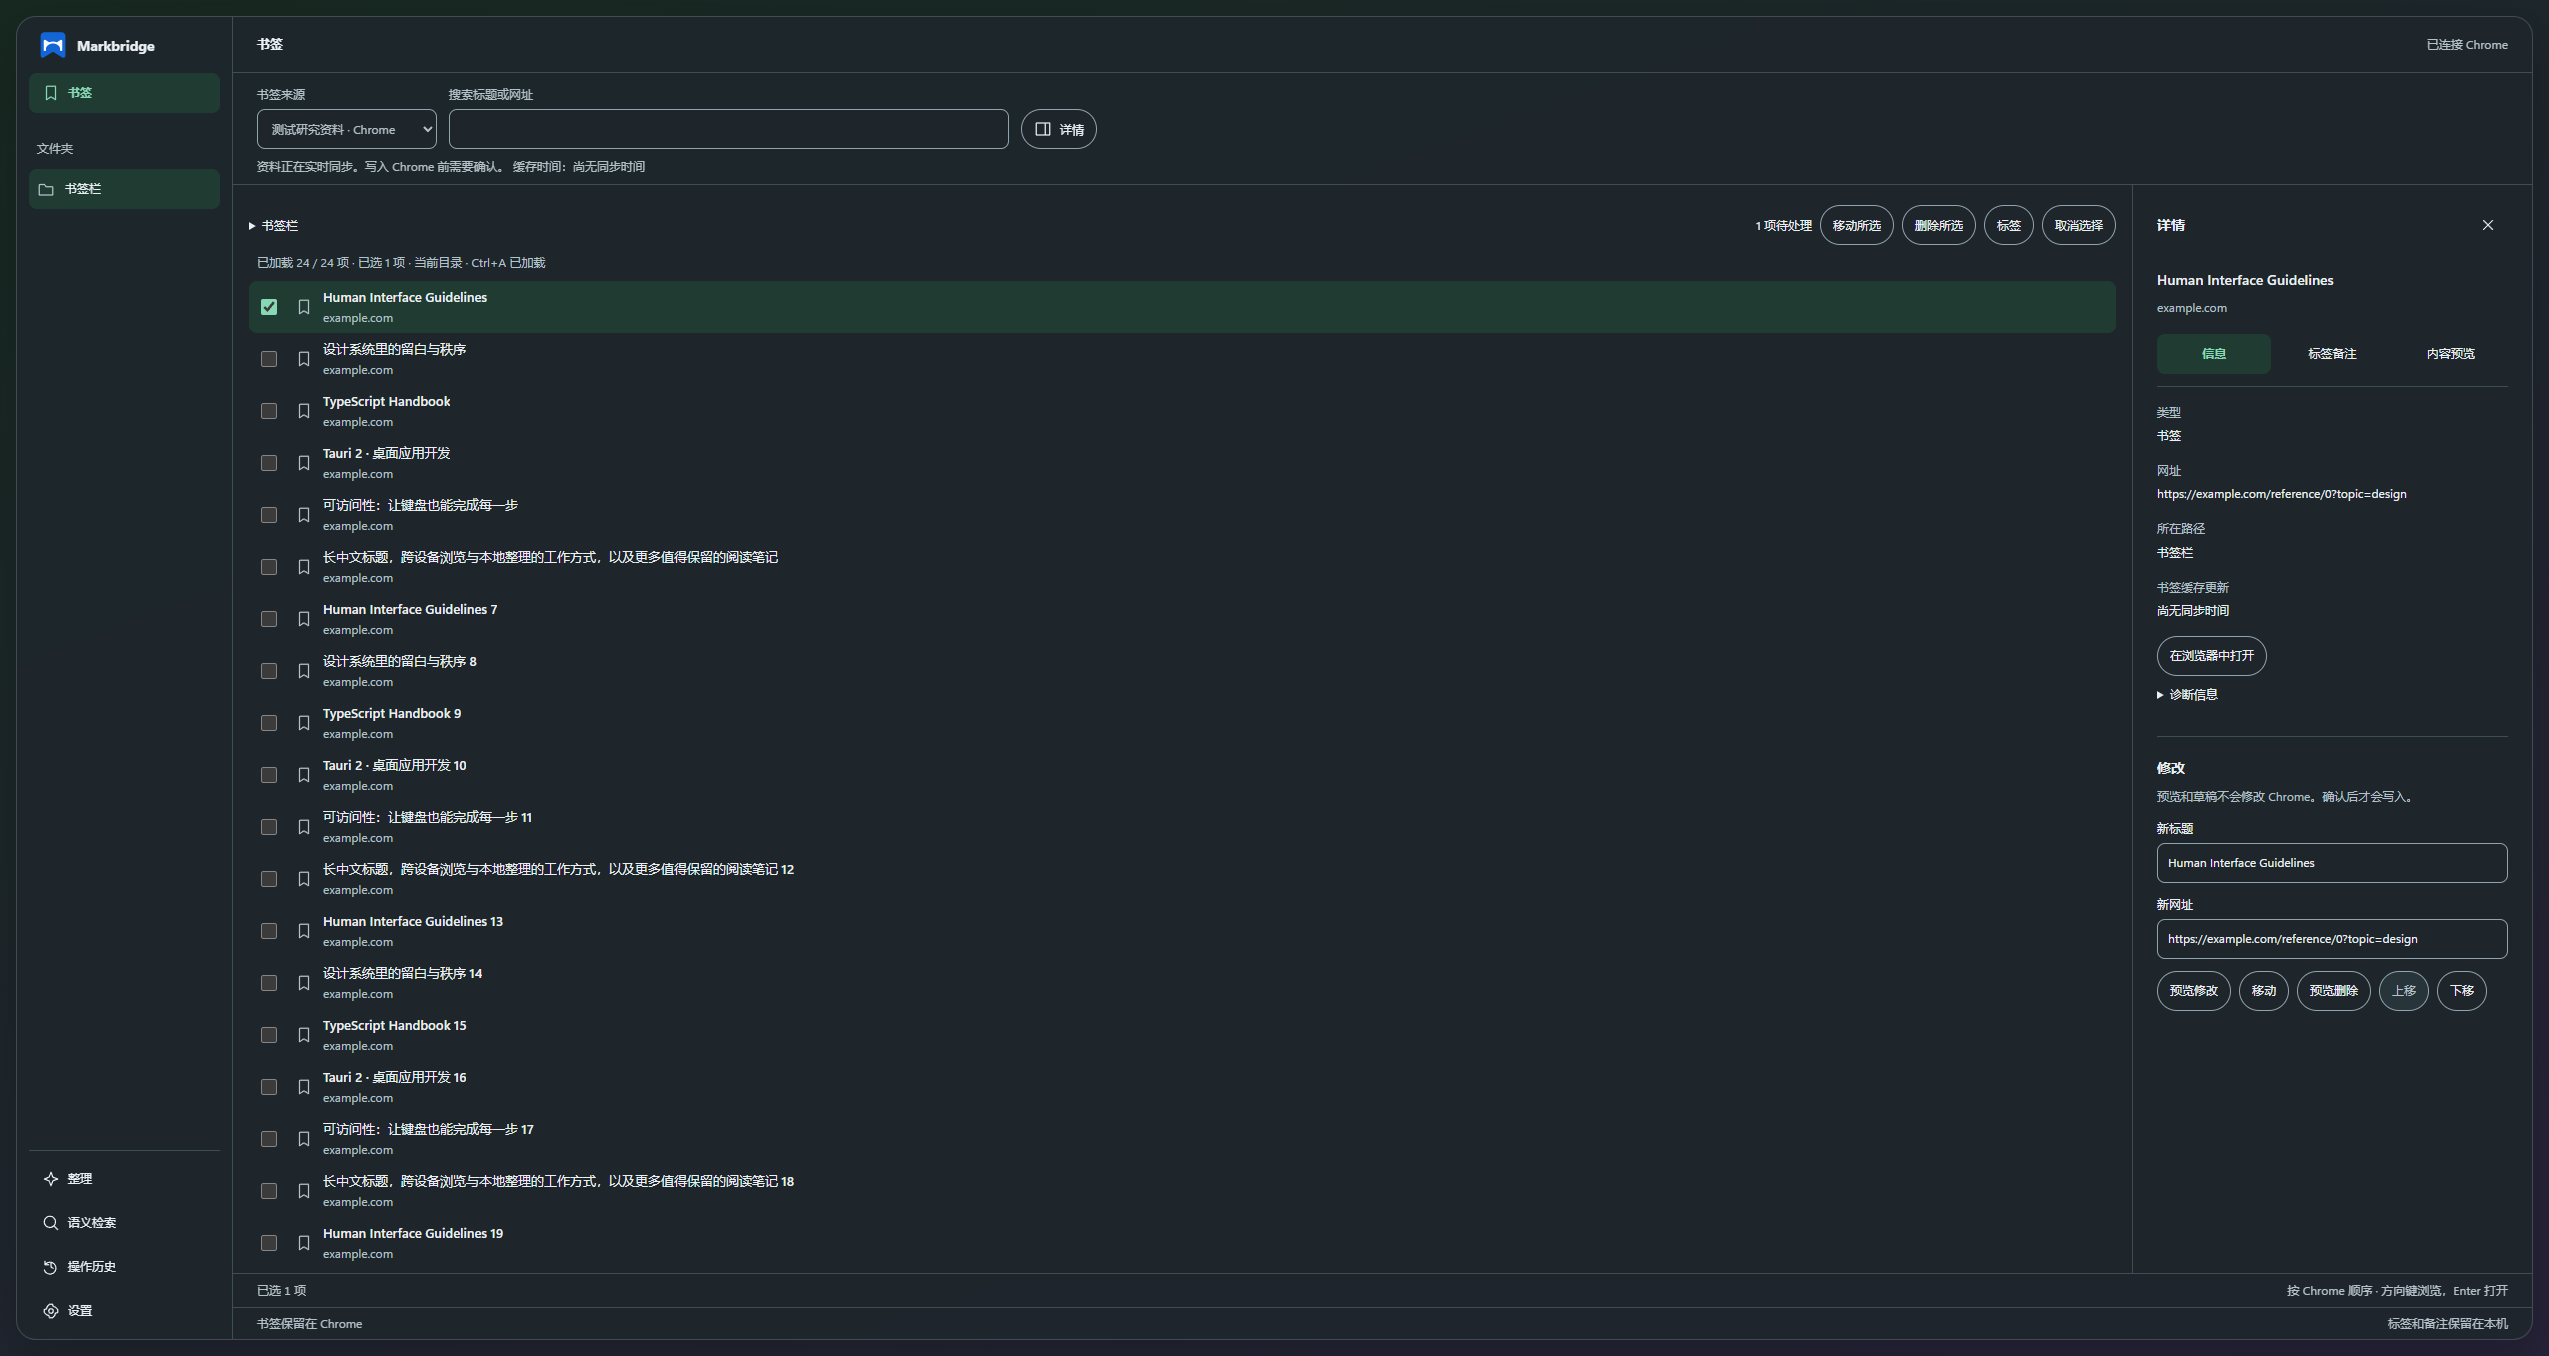 Markbridge
书签
文件夹
书签栏
整理
语义检索
操作历史
设置
书签
已连接 Chrome
书签来源
搜索标题或网址
测试研究资料 · Chrome
详情
资料正在实时同步。写入 Chrome 前需要确认。 缓存时间：尚无同步时间
书签栏
1 项待处理
移动所选
删除所选
标签
取消选择
已加载 24 / 24 项 · 已选 1 项 · 当前目录 · Ctrl+A 已加载
Human Interface Guidelines
example.com
设计系统里的留白与秩序
example.com
TypeScript Handbook
example.com
Tauri 2 · 桌面应用开发
example.com
可访问性：让键盘也能完成每一步
example.com
长中文标题，跨设备浏览与本地整理的工作方式，以及更多值得保留的阅读笔记
example.com
Human Interface Guidelines 7
example.com
设计系统里的留白与秩序 8
example.com
TypeScript Handbook 9
example.com
Tauri 2 · 桌面应用开发 10
example.com
可访问性：让键盘也能完成每一步 11
example.com
长中文标题，跨设备浏览与本地整理的工作方式，以及更多值得保留的阅读笔记 12
example.com
Human Interface Guidelines 13
example.com
设计系统里的留白与秩序 14
example.com
TypeScript Handbook 15
example.com
Tauri 2 · 桌面应用开发 16
example.com
可访问性：让键盘也能完成每一步 17
example.com
长中文标题，跨设备浏览与本地整理的工作方式，以及更多值得保留的阅读笔记 18
example.com
Human Interface Guidelines 19
example.com
详情
Human Interface Guidelines
example.com
信息
标签备注
内容预览
类型
书签
网址
https://example.com/reference/0?topic=design
所在路径
书签栏
书签缓存更新
尚无同步时间
在浏览器中打开
诊断信息
修改
预览和草稿不会修改 Chrome。确认后才会写入。
新标题
Human Interface Guidelines
新网址
https://example.com/reference/0?topic=design
预览修改
移动
预览删除
上移
下移
已选 1 项
按 Chrome 顺序 · 方向键浏览，Enter 打开
书签保留在 Chrome
标签和备注保留在本机